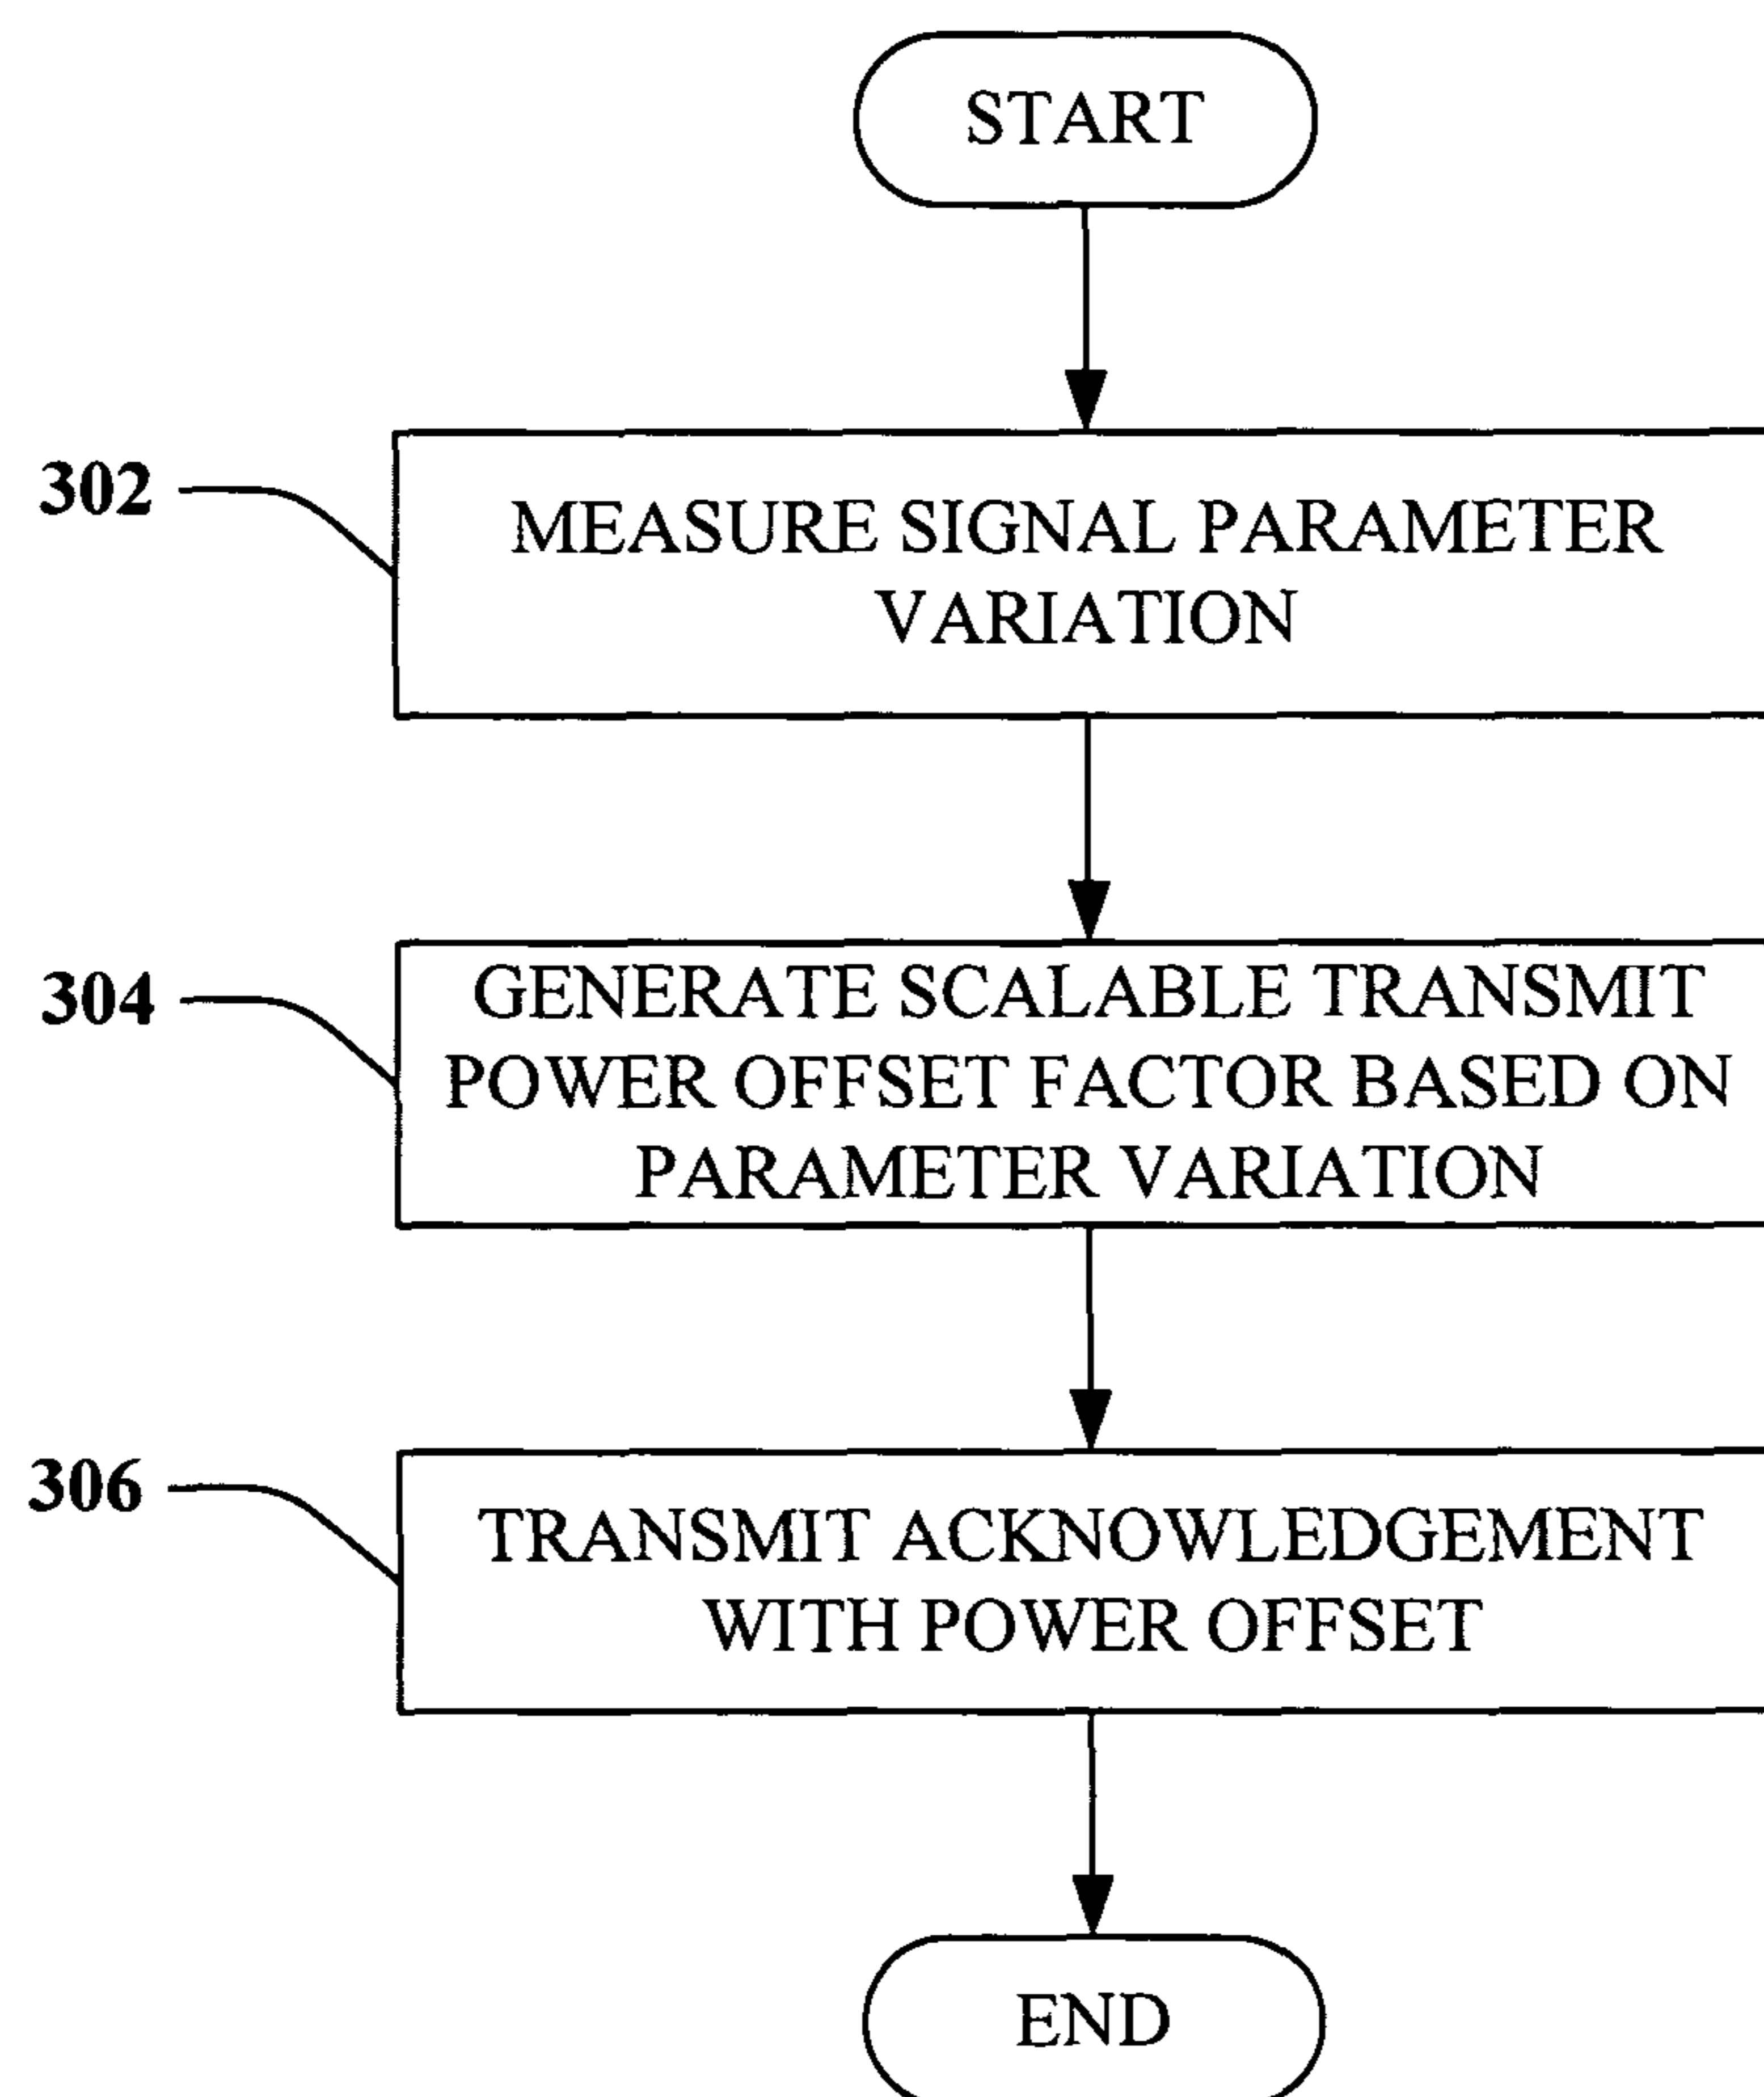 START
302
MEASURE SIGNAL PARAMETER
VARIATION
304
GENERATE SCALABLE TRANSMIT
POWER OFFSET FACTOR BASED ON
PARAMETER VARIATION
306
TRANSMIT ACKNOWLEDGEMENT
WITH POWER OFFSET
END